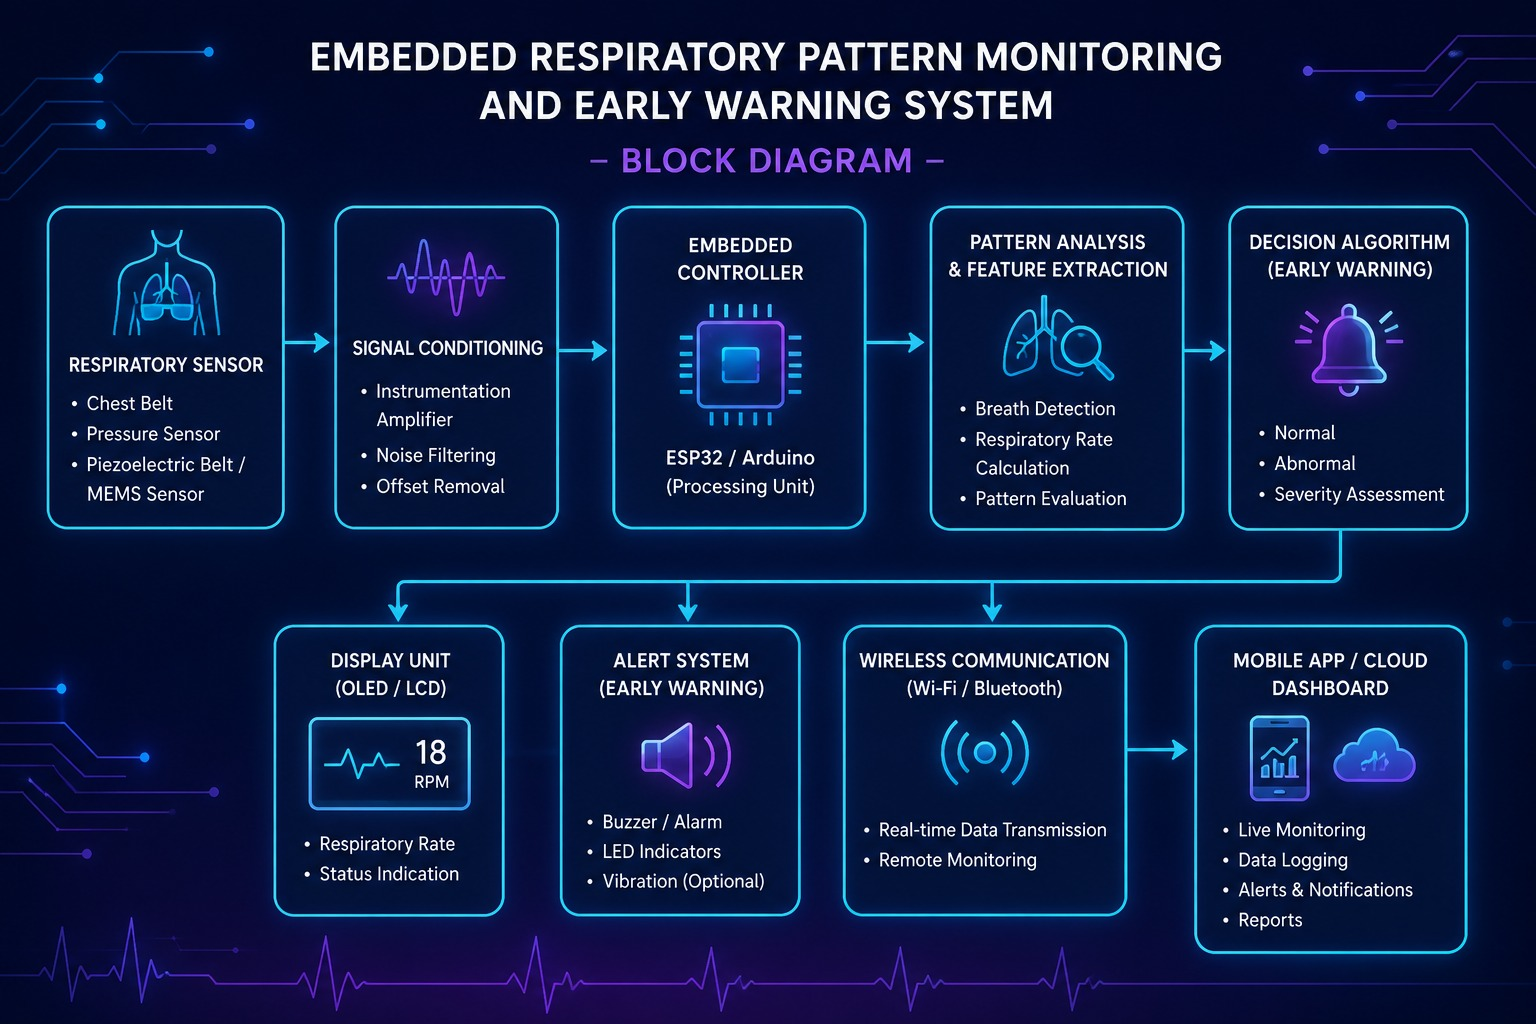 EMBEDDED RESPIRATORY PATTERN MONITORING
AND EARLY WARNING SYSTEM
– BLOCK DIAGRAM –
RESPIRATORY SENSOR
• Chest Belt
• Pressure Sensor
• Piezoelectric Belt /
MEMS Sensor
SIGNAL CONDITIONING
• Instrumentation
Amplifier
• Noise Filtering
• Offset Removal
EMBEDDED
CONTROLLER
ESP32 / Arduino
(Processing Unit)
PATTERN ANALYSIS
& FEATURE EXTRACTION
• Breath Detection
• Respiratory Rate
Calculation
• Pattern Evaluation
DECISION ALGORITHM
(EARLY WARNING)
• Normal
• Abnormal
• Severity Assessment
DISPLAY UNIT
(OLED / LCD)
18
RPM
• Respiratory Rate
• Status Indication
ALERT SYSTEM
(EARLY WARNING)
• Buzzer / Alarm
• LED Indicators
• Vibration (Optional)
WIRELESS COMMUNICATION
(Wi-Fi / Bluetooth)
• Real-time Data Transmission
• Remote Monitoring
MOBILE APP / CLOUD
DASHBOARD
• Live Monitoring
• Data Logging
• Alerts & Notifications
• Reports